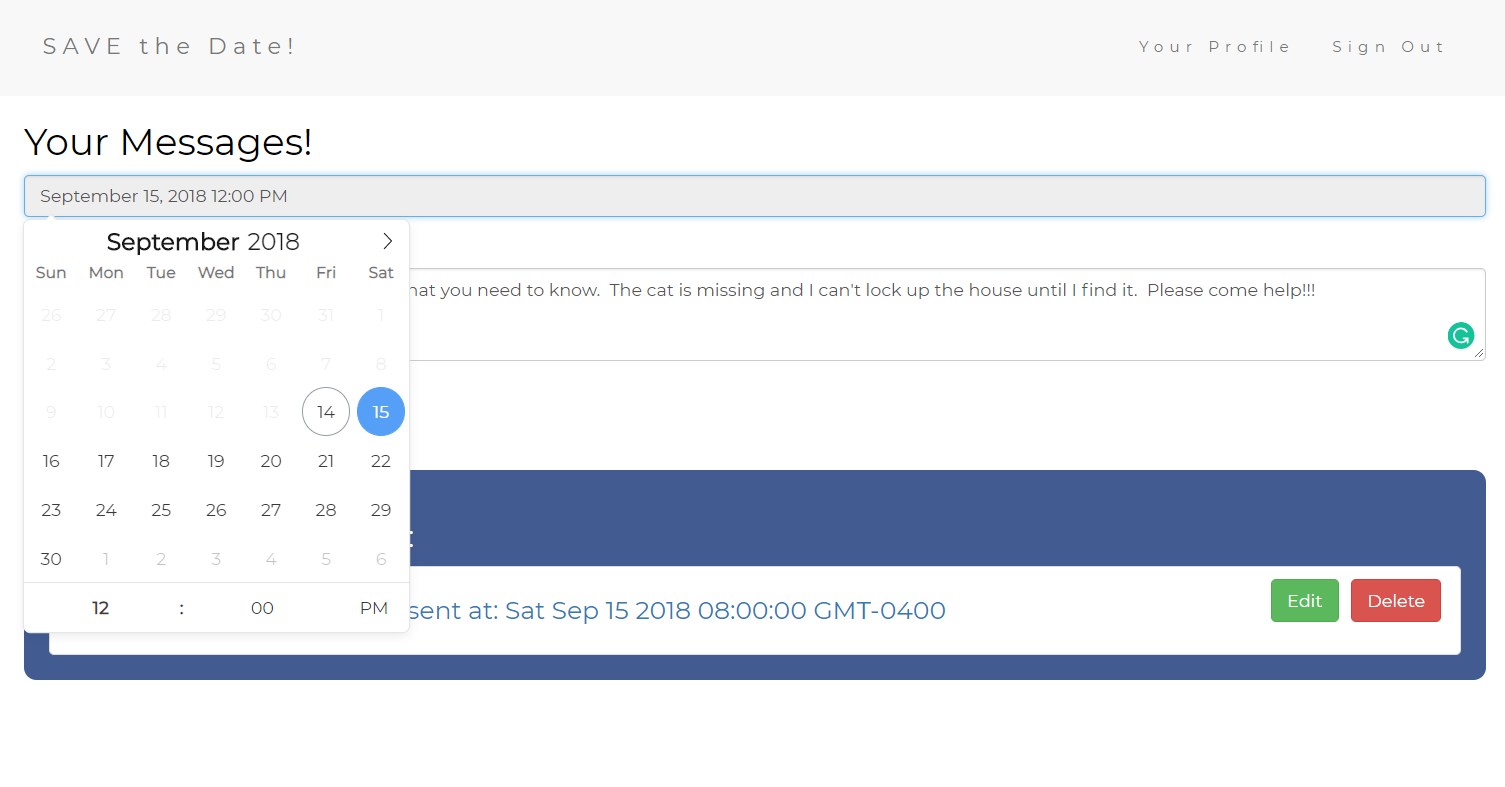 SAVE the Date!
Your Profile Sign Out
Your Messages!
September 15, 2018 12:00 PM
September 2018
Sun Mon Tue Wed Thu Fri Sat
26 27 28 29 30 31 1
2 3 4 5 6 7 8
9 10 11 12 13 14 15
16 17 18 19 20 21 22
23 24 25 26 27 28 29
30 1 2 3 4 5 6
12 : 00 PM
you need to know. The cat is missing and I can't lock up the house until I find it. Please come help!!!
sent at: Sat Sep 15 2018 08:00:00 GMT-0400
Edit Delete